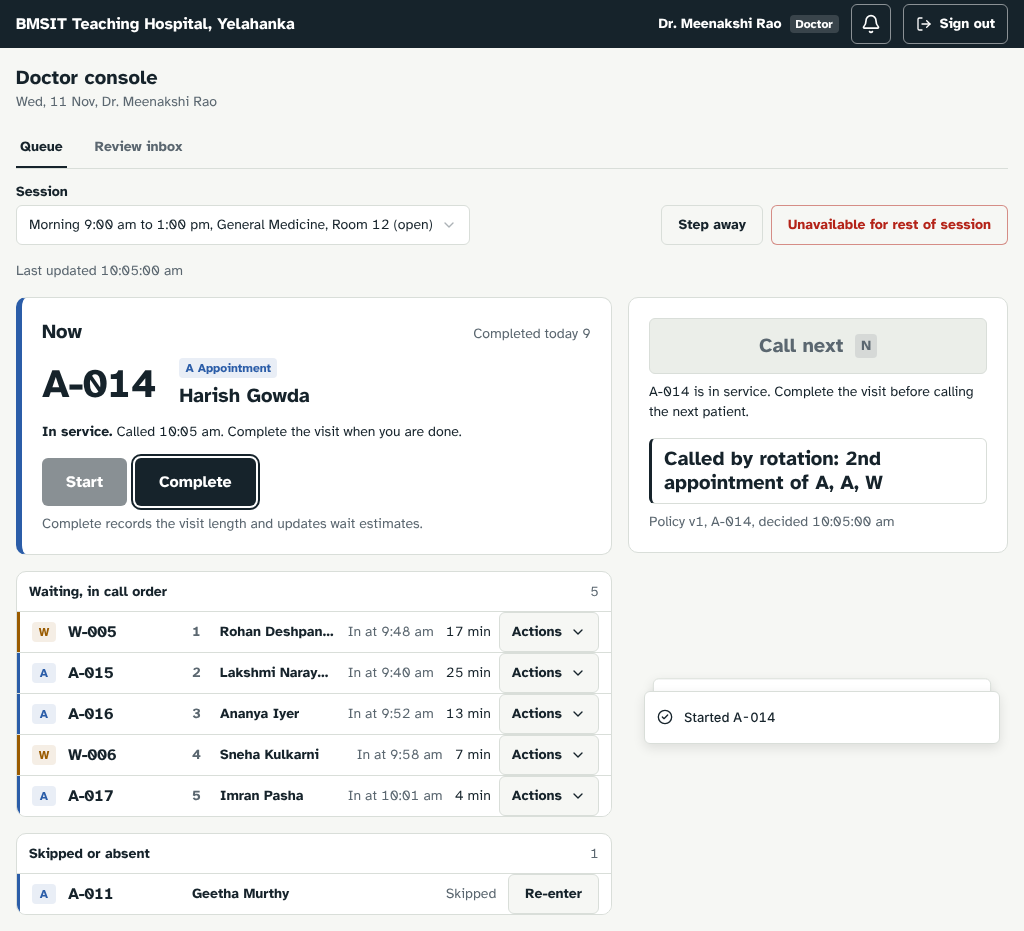 BMSIT Teaching Hospital, Yelahanka
Dr. Meenakshi Rao Doctor Sign out
Doctor console
Wed, 11 Nov, Dr. Meenakshi Rao
Queue Review inbox
Session
Morning 9:00 am to 1:00 pm, General Medicine, Room 12 (open) Step away Unavailable for rest of session
Last updated 10:05:00 am
Now Completed today 9
A-014 A Appointment
Harish Gowda
In service. Called 10:05 am. Complete the visit when you are done.
Start Complete
Complete records the visit length and updates wait estimates.
Call next N
A-014 is in service. Complete the visit before calling
the next patient.
Called by rotation: 2nd
appointment of A, A, W
Policy v1, A-014, decided 10:05:00 am
Waiting, in call order 5
W W-005 1 Rohan Deshpan... In at 9:48 am 17 min Actions
A A-015 2 Lakshmi Naray... In at 9:40 am 25 min Actions
A A-016 3 Ananya Iyer In at 9:52 am 13 min Actions
W W-006 4 Sneha Kulkarni In at 9:58 am 7 min Actions
A A-017 5 Imran Pasha In at 10:01 am 4 min Actions
Started A-014
Skipped or absent 1
A A-011 Geetha Murthy Skipped Re-enter